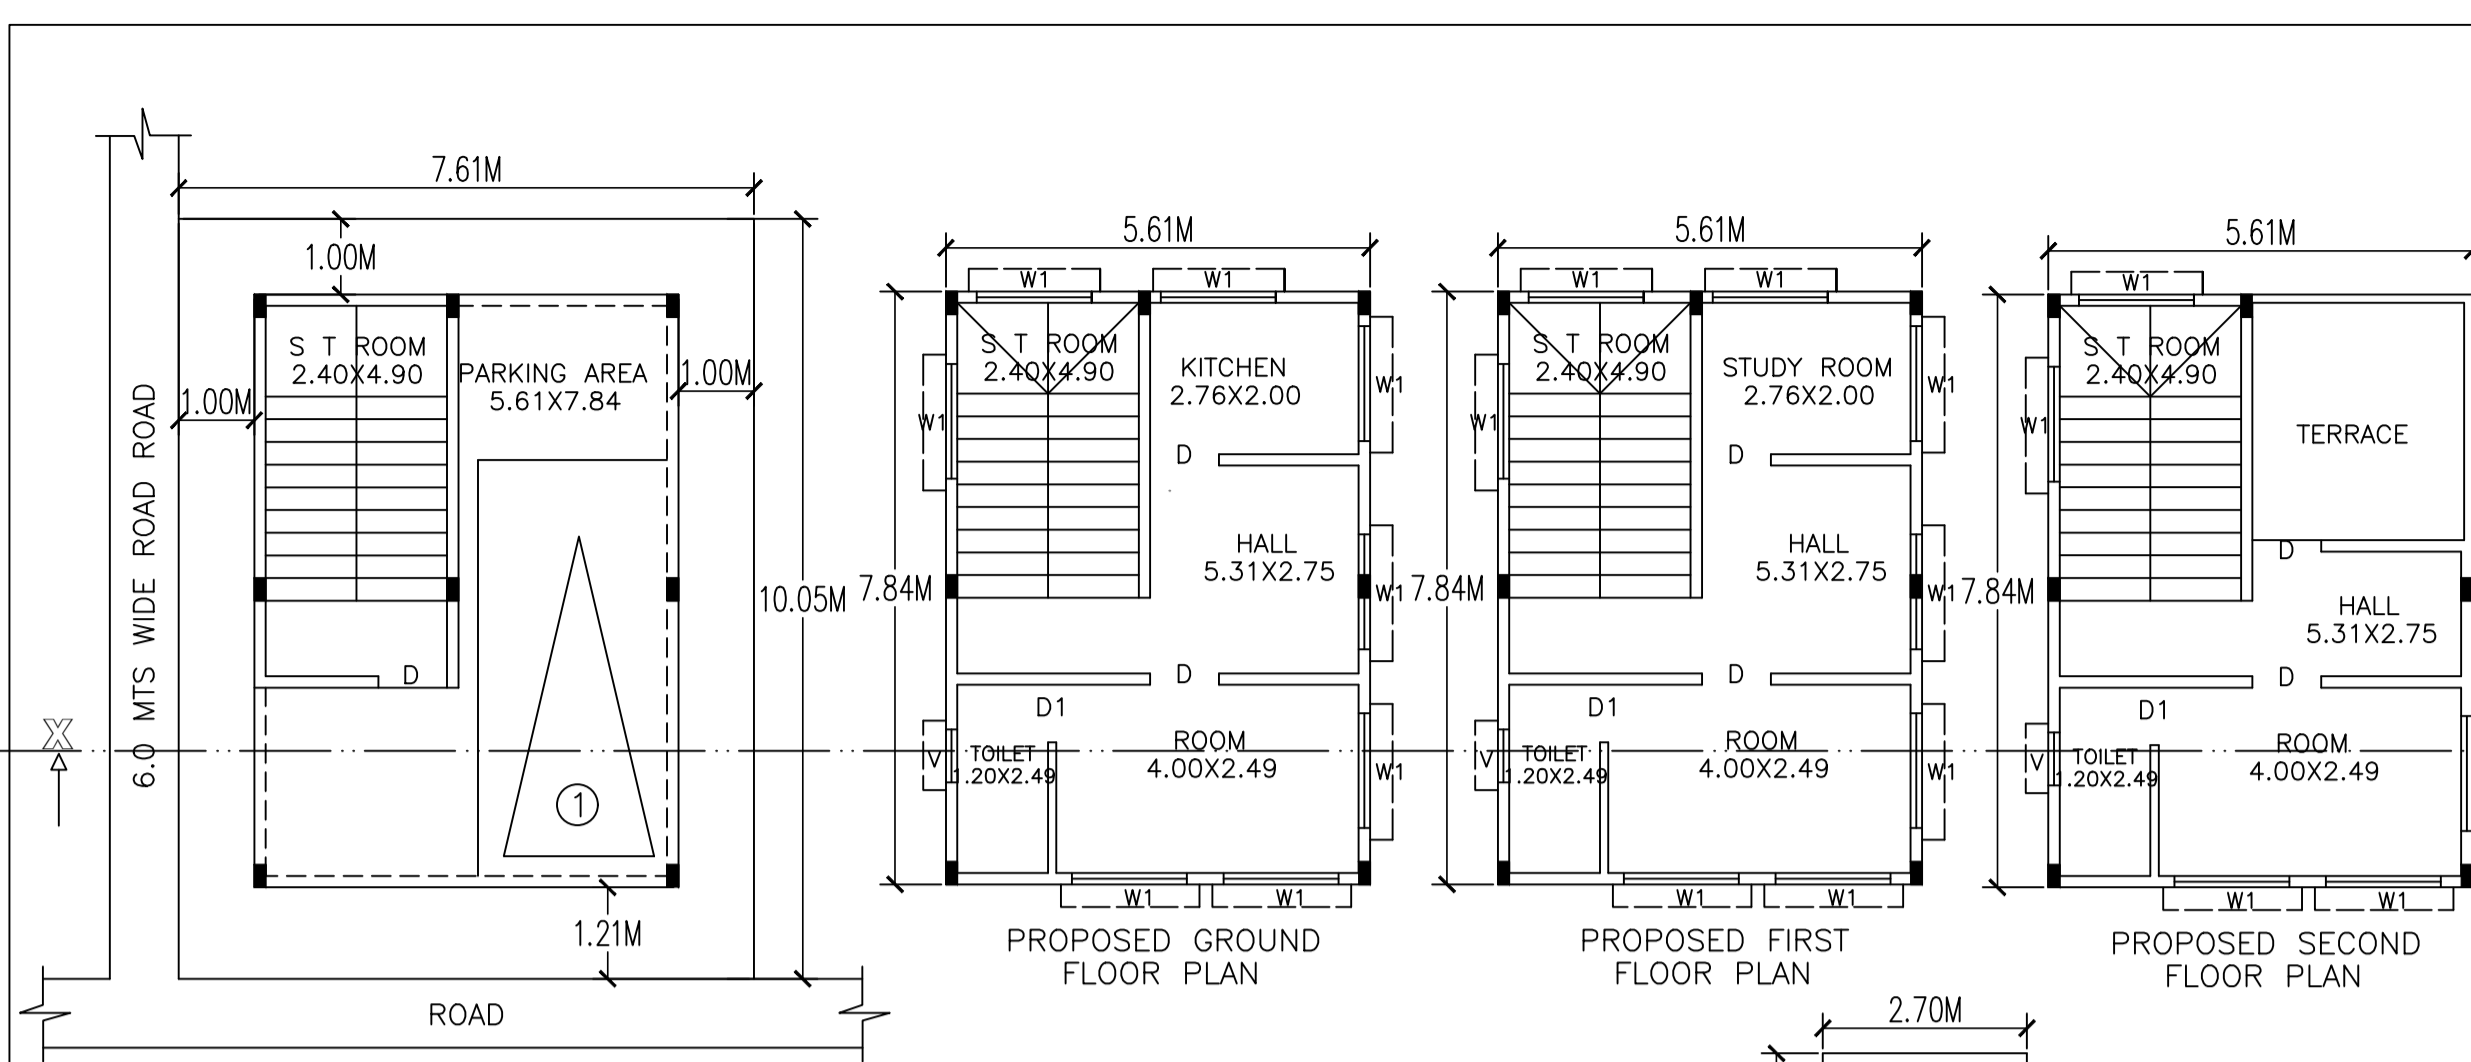 7.61M
1.00M
S T ROOM
2.40X4.90
PARKING AREA
5.61X7.84
1.00M
1.00M
6.0 MTS WIDE ROAD ROAD
10.05M
D
X
1
1.21M
ROAD
5.61M
W1
W1
S T ROOM
2.40X4.90
KITCHEN
2.76X2.00
W1
W1
D
HALL
5.31X2.75
7.84M
W1
D
D1
V
TOILET
1.20X2.49
ROOM
4.00X2.49
W1
W1
W1
PROPOSED GROUND
FLOOR PLAN
5.61M
W1
W1
S T ROOM
2.40X4.90
STUDY ROOM
2.76X2.00
W1
W1
D
HALL
5.31X2.75
7.84M
W1
D
D1
V
TOILET
1.20X2.49
ROOM
4.00X2.49
W1
W1
W1
PROPOSED FIRST
FLOOR PLAN
5.61M
W1
S T ROOM
2.40X4.90
W1
TERRACE
D
7.84M
HALL
5.31X2.75
D
D1
V
TOILET
1.20X2.49
ROOM
4.00X2.49
W1
W1
PROPOSED SECOND
FLOOR PLAN
2.70M